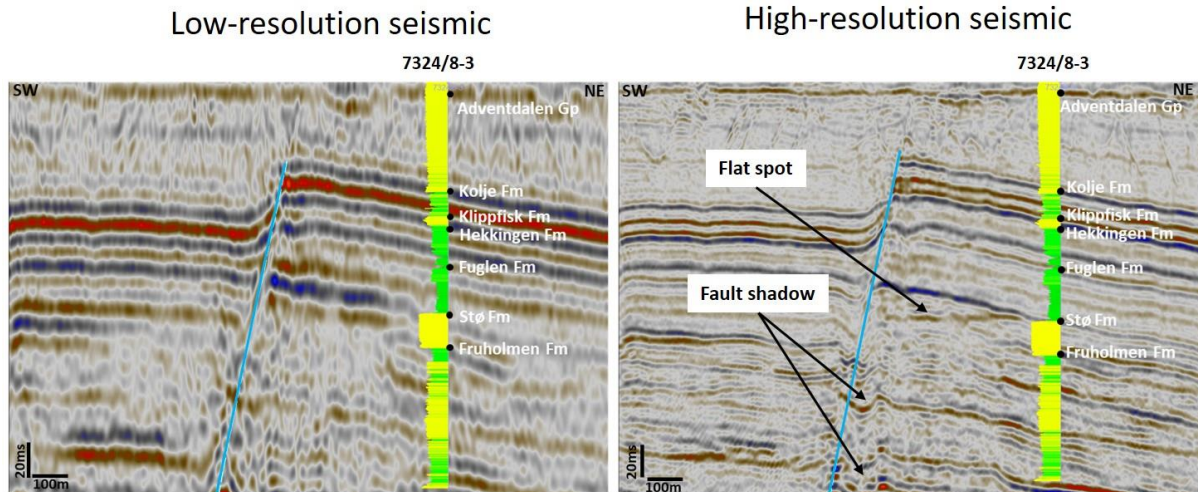 Low-resolution seismic
High-resolution seismic
7324/8-3
SW
NE
Adventdalen Gp
Kolje Fm
Klippfisk Fm
Hekkingen Fm
Fuglen Fm
Stø Fm
Fruholmen Fm
20ms
100m
7324/8-3
SW
NE
Adventdalen Gp
Flat spot
Kolje Fm
Klippfisk Fm
Hekkingen Fm
Fuglen Fm
Fault shadow
Stø Fm
Fruholmen Fm
20ms
100m